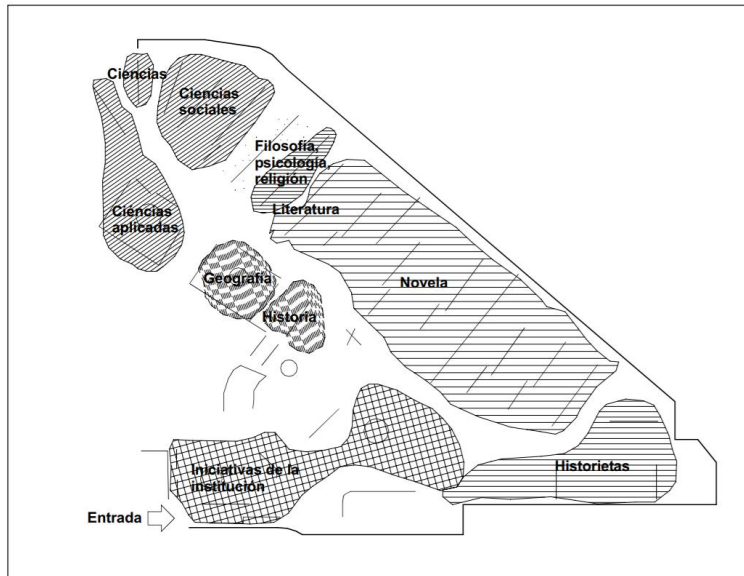 Ciencias
Ciencias
sociales
Filosofía,
psicología,
religión
Literatura
Ciencias
aplicadas
Geografía
Novela
Historia
Iniciativas de la
institución
Historietas
Entrada